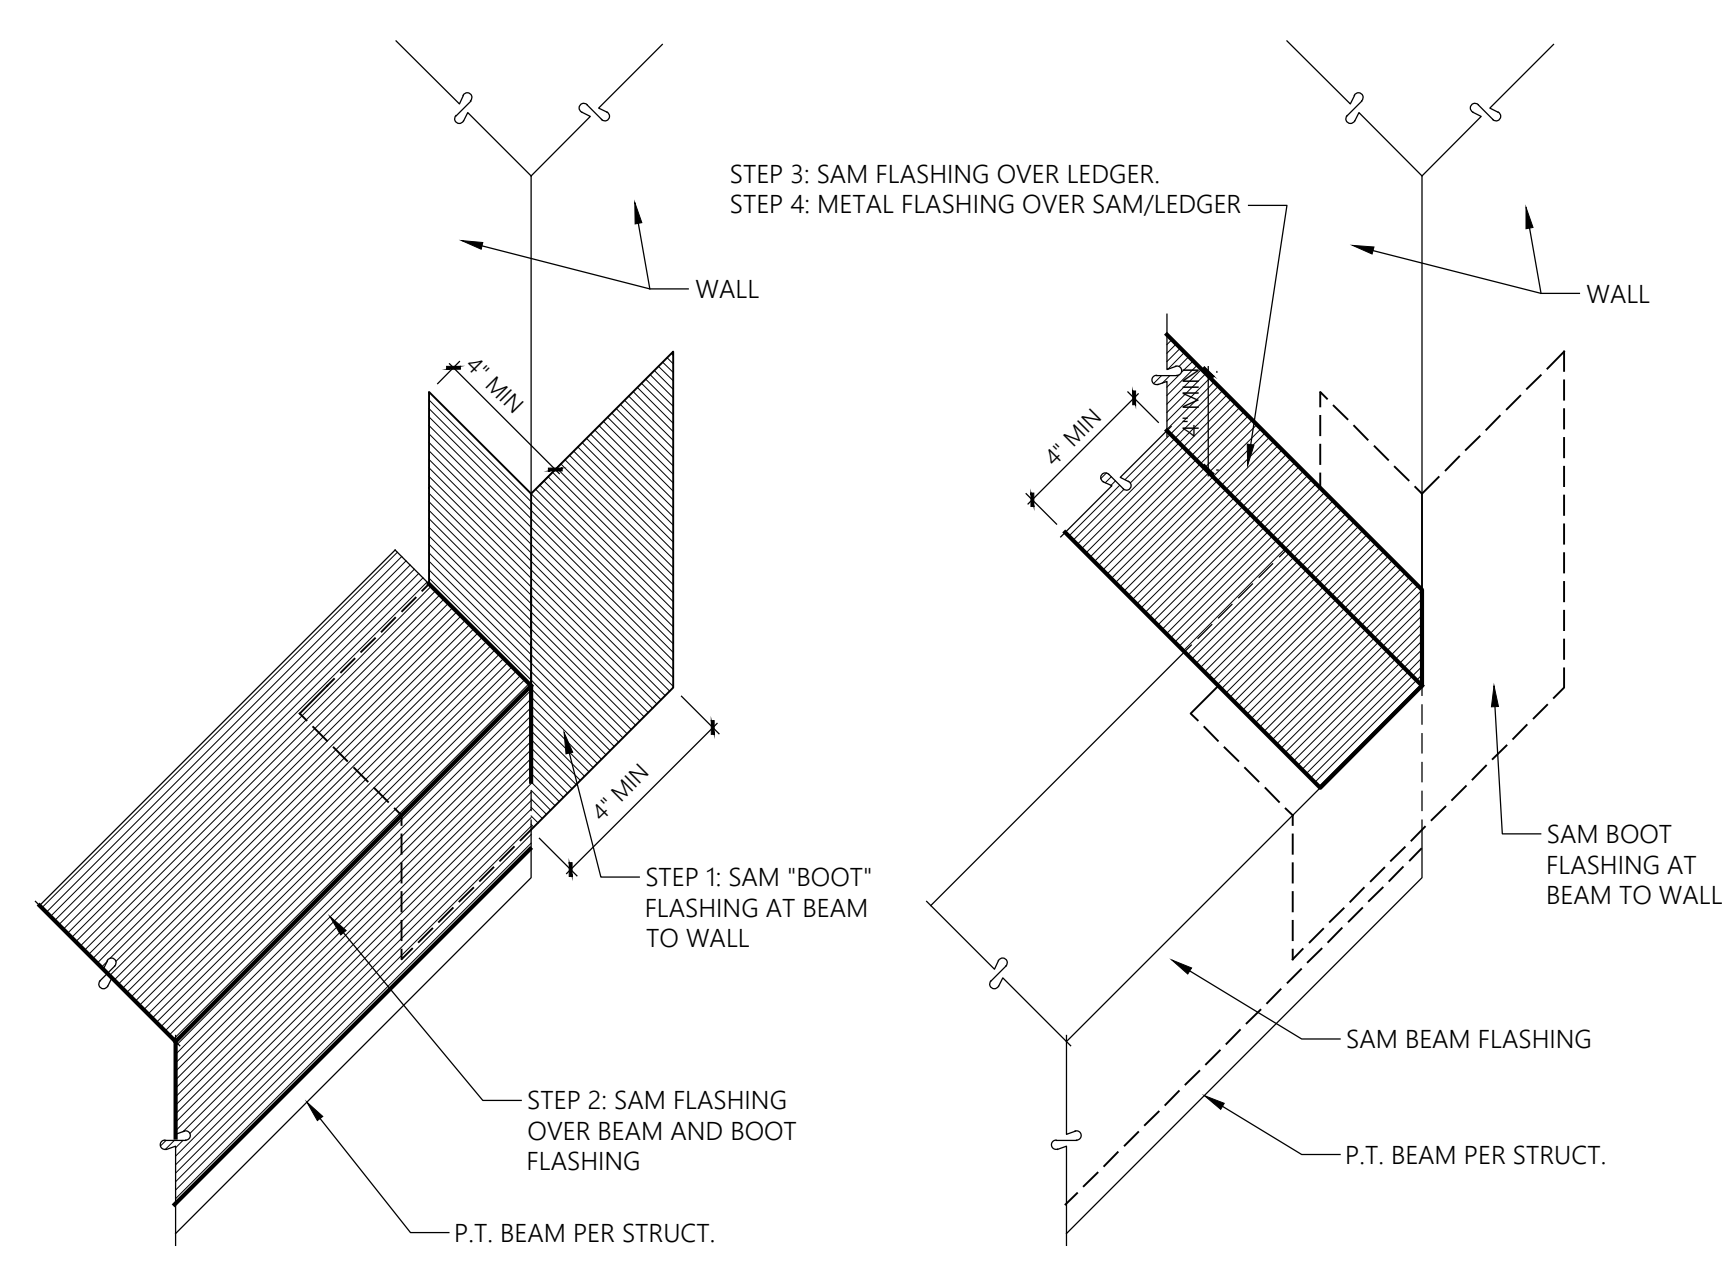 STEP 3: SAM FLASHING OVER LEDGER.
STEP 4: METAL FLASHING OVER SAM/LEDGER
WALL
WALL
4" MIN
4" MIN
4" MIN
4" MIN
STEP 1: SAM "BOOT"
FLASHING AT BEAM
TO WALL
SAM BOOT
FLASHING AT
BEAM TO WALL
STEP 2: SAM FLASHING
OVER BEAM AND BOOT
FLASHING
SAM BEAM FLASHING
P.T. BEAM PER STRUCT.
P.T. BEAM PER STRUCT.